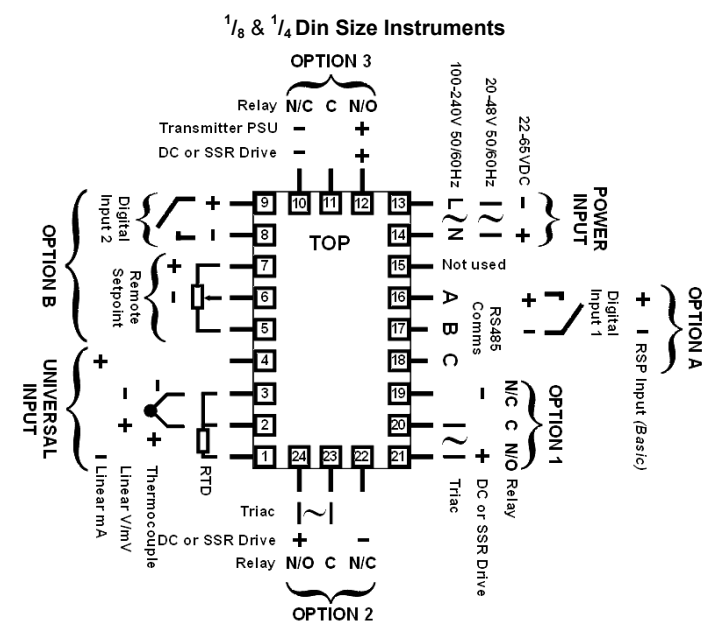 1/8 & 1/4 Din Size Instruments
OPTION 3
Relay N/C C N/O
Transmitter PSU − +
DC or SSR Drive − +
100-240V 50/60Hz
20-48V 50/60Hz
22-65VDC
POWER INPUT
L ~ N
~
− +
OPTION B
Digital Input 2
+ −
Remote Setpoint
+ −
9
8
7
6
5
4
3
2
1
10 11 12
TOP
13
14
15 Not used
16 A
17 B
18 C
19
20
21
RS485 Comms
+ −
Digital Input 1
+ −
RSP Input (Basic)
OPTION A
UNIVERSAL INPUT
+ − Linear mA
− + Linear V/mV
− + Thermocouple
RTD
~ Triac
− + DC or SSR Drive
N/C C N/O Relay
OPTION 1
24 23 22
Triac ~
DC or SSR Drive + −
Relay N/O C N/C
OPTION 2